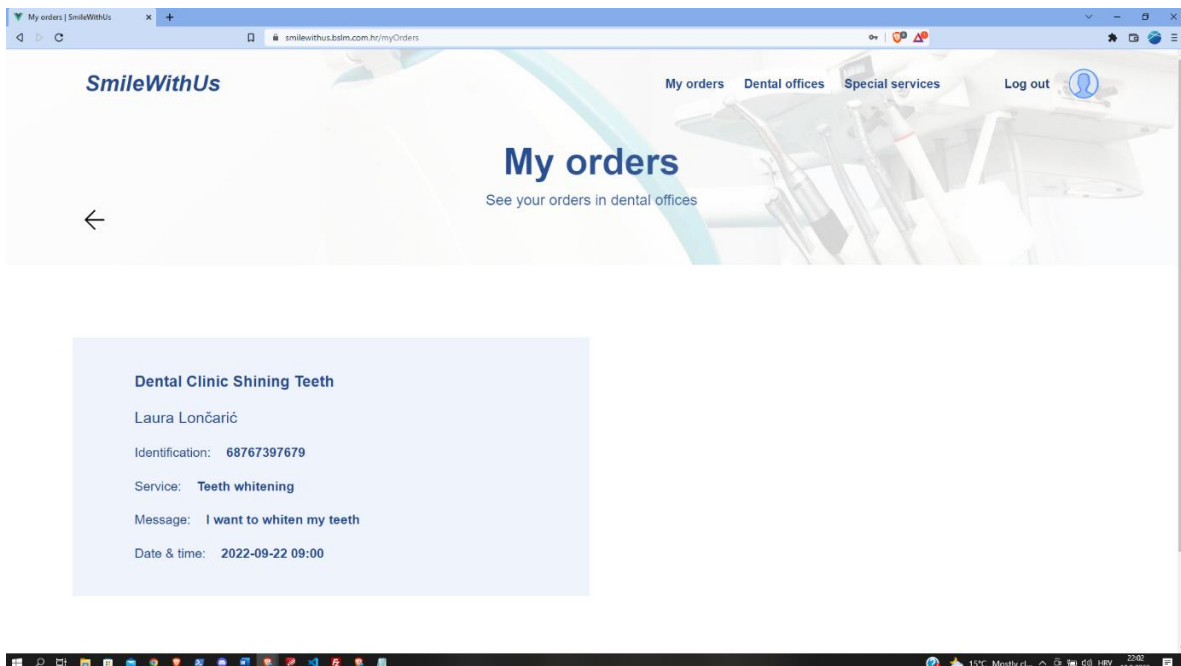 My orders | SmileWithUs
smilewithus.bslm.com.hr/myOrders
SmileWithUs
My orders
Dental offices
Special services
Log out
My orders
See your orders in dental offices
Dental Clinic Shining Teeth
Laura Lončarić
Identification: 68767397679
Service: Teeth whitening
Message: I want to whiten my teeth
Date & time: 2022-09-22 09:00
15°C Mostly cl...
HRV
22:02